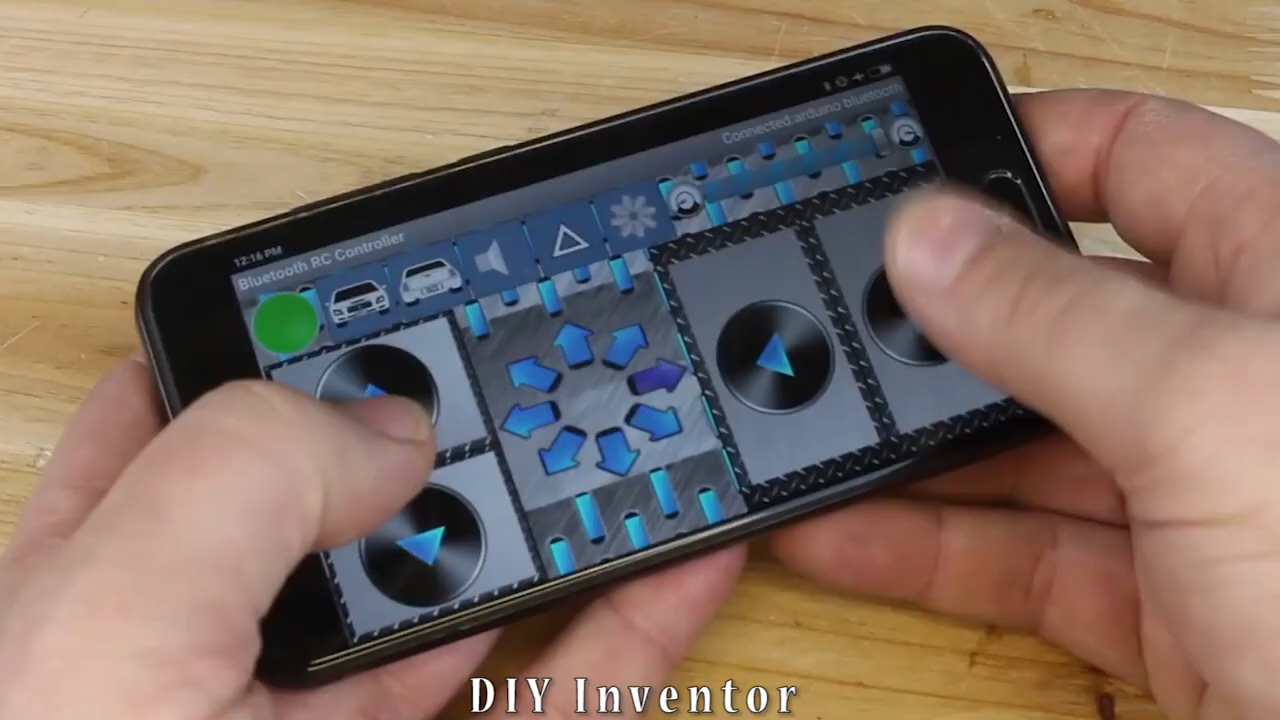 12:16 PM
Bluetooth RC Controller
Connected:arduino bluetooth
DIY Inventor